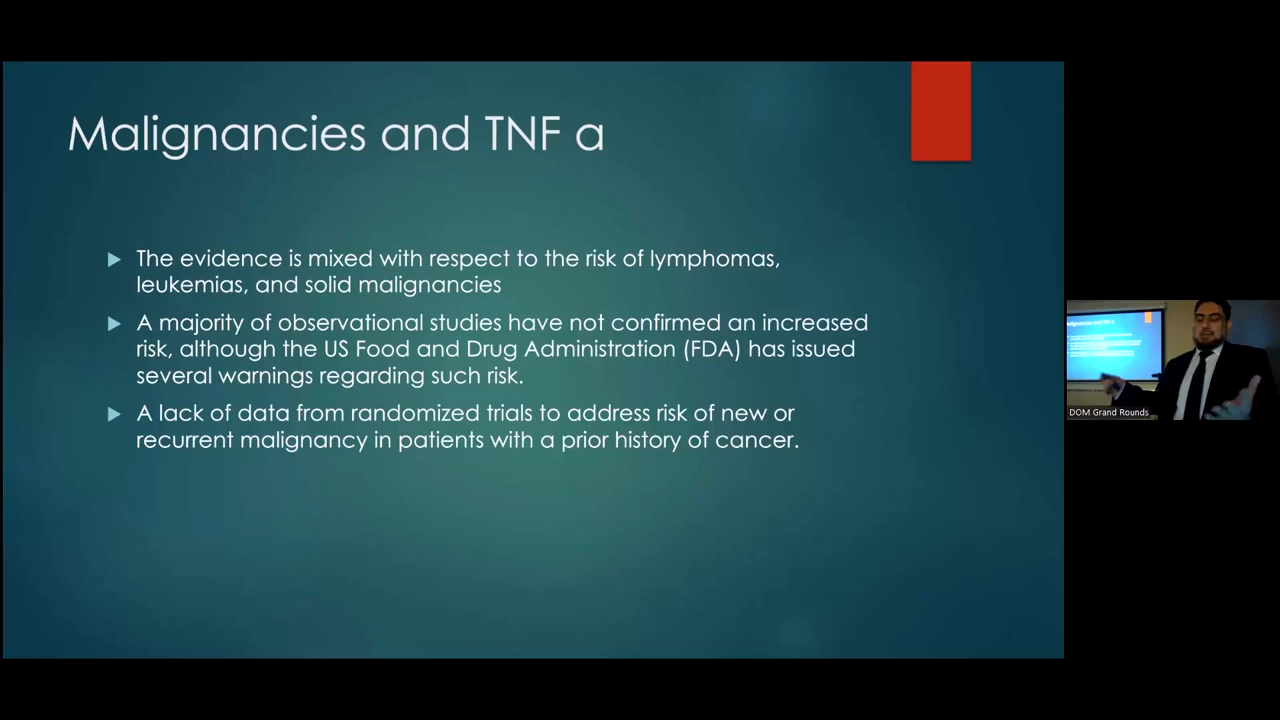 Malignancies and TNF a
The evidence is mixed with respect to the risk of lymphomas,
leukemias, and solid malignancies
A majority of observational studies have not confirmed an increased
risk, although the US Food and Drug Administration (FDA) has issued
several warnings regarding such risk.
A lack of data from randomized trials to address risk of new or
recurrent malignancy in patients with a prior history of cancer.
alignancies and TNF a
DOM Grand Rounds